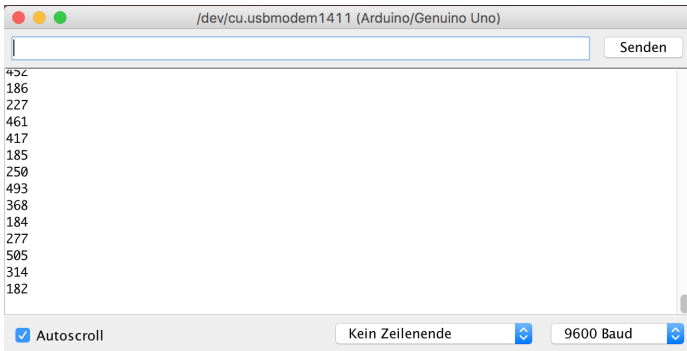 /dev/cu.usbmodem1411 (Arduino/Genuino Uno)
Senden
452
186
227
461
417
185
250
493
368
184
277
505
314
182
Autoscroll
Kein Zeilenende
9600 Baud